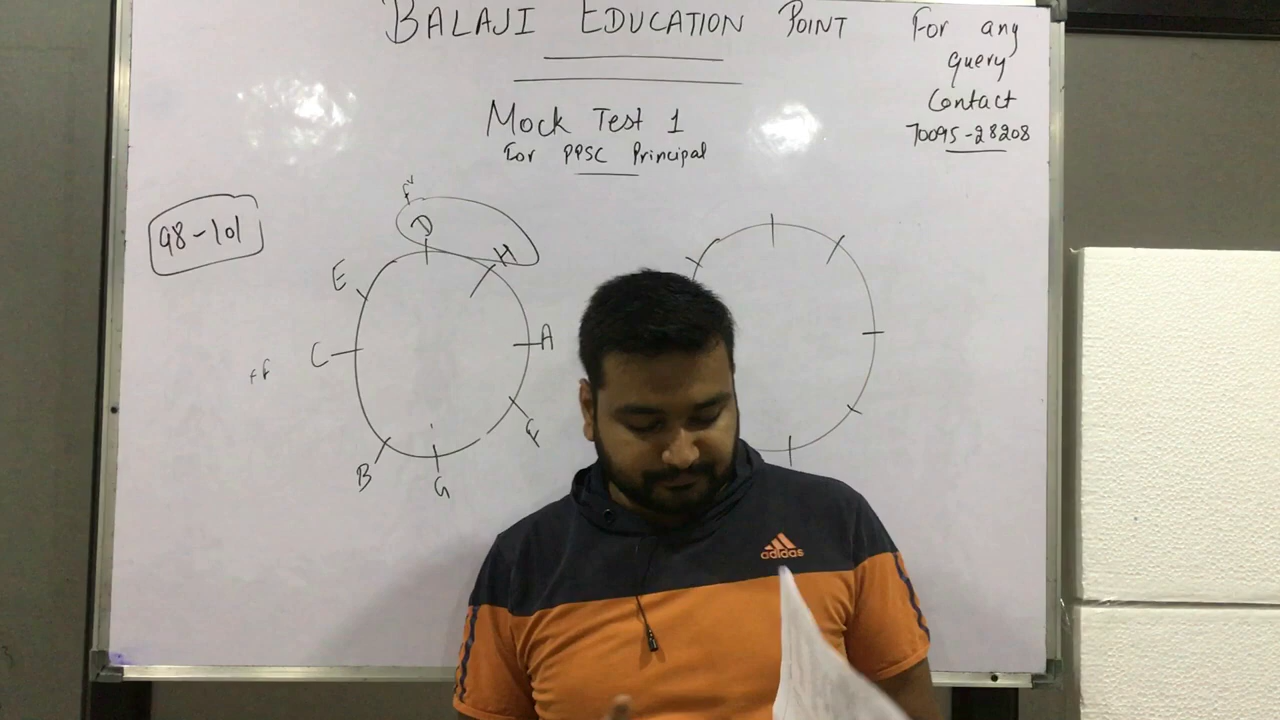 BALAJI EDUCATION POINT
For any
query
Contact
70095-28208
Mock Test 1
For PPSC Principal
98-101
D
H
E
A
C
F
B
G
adidas